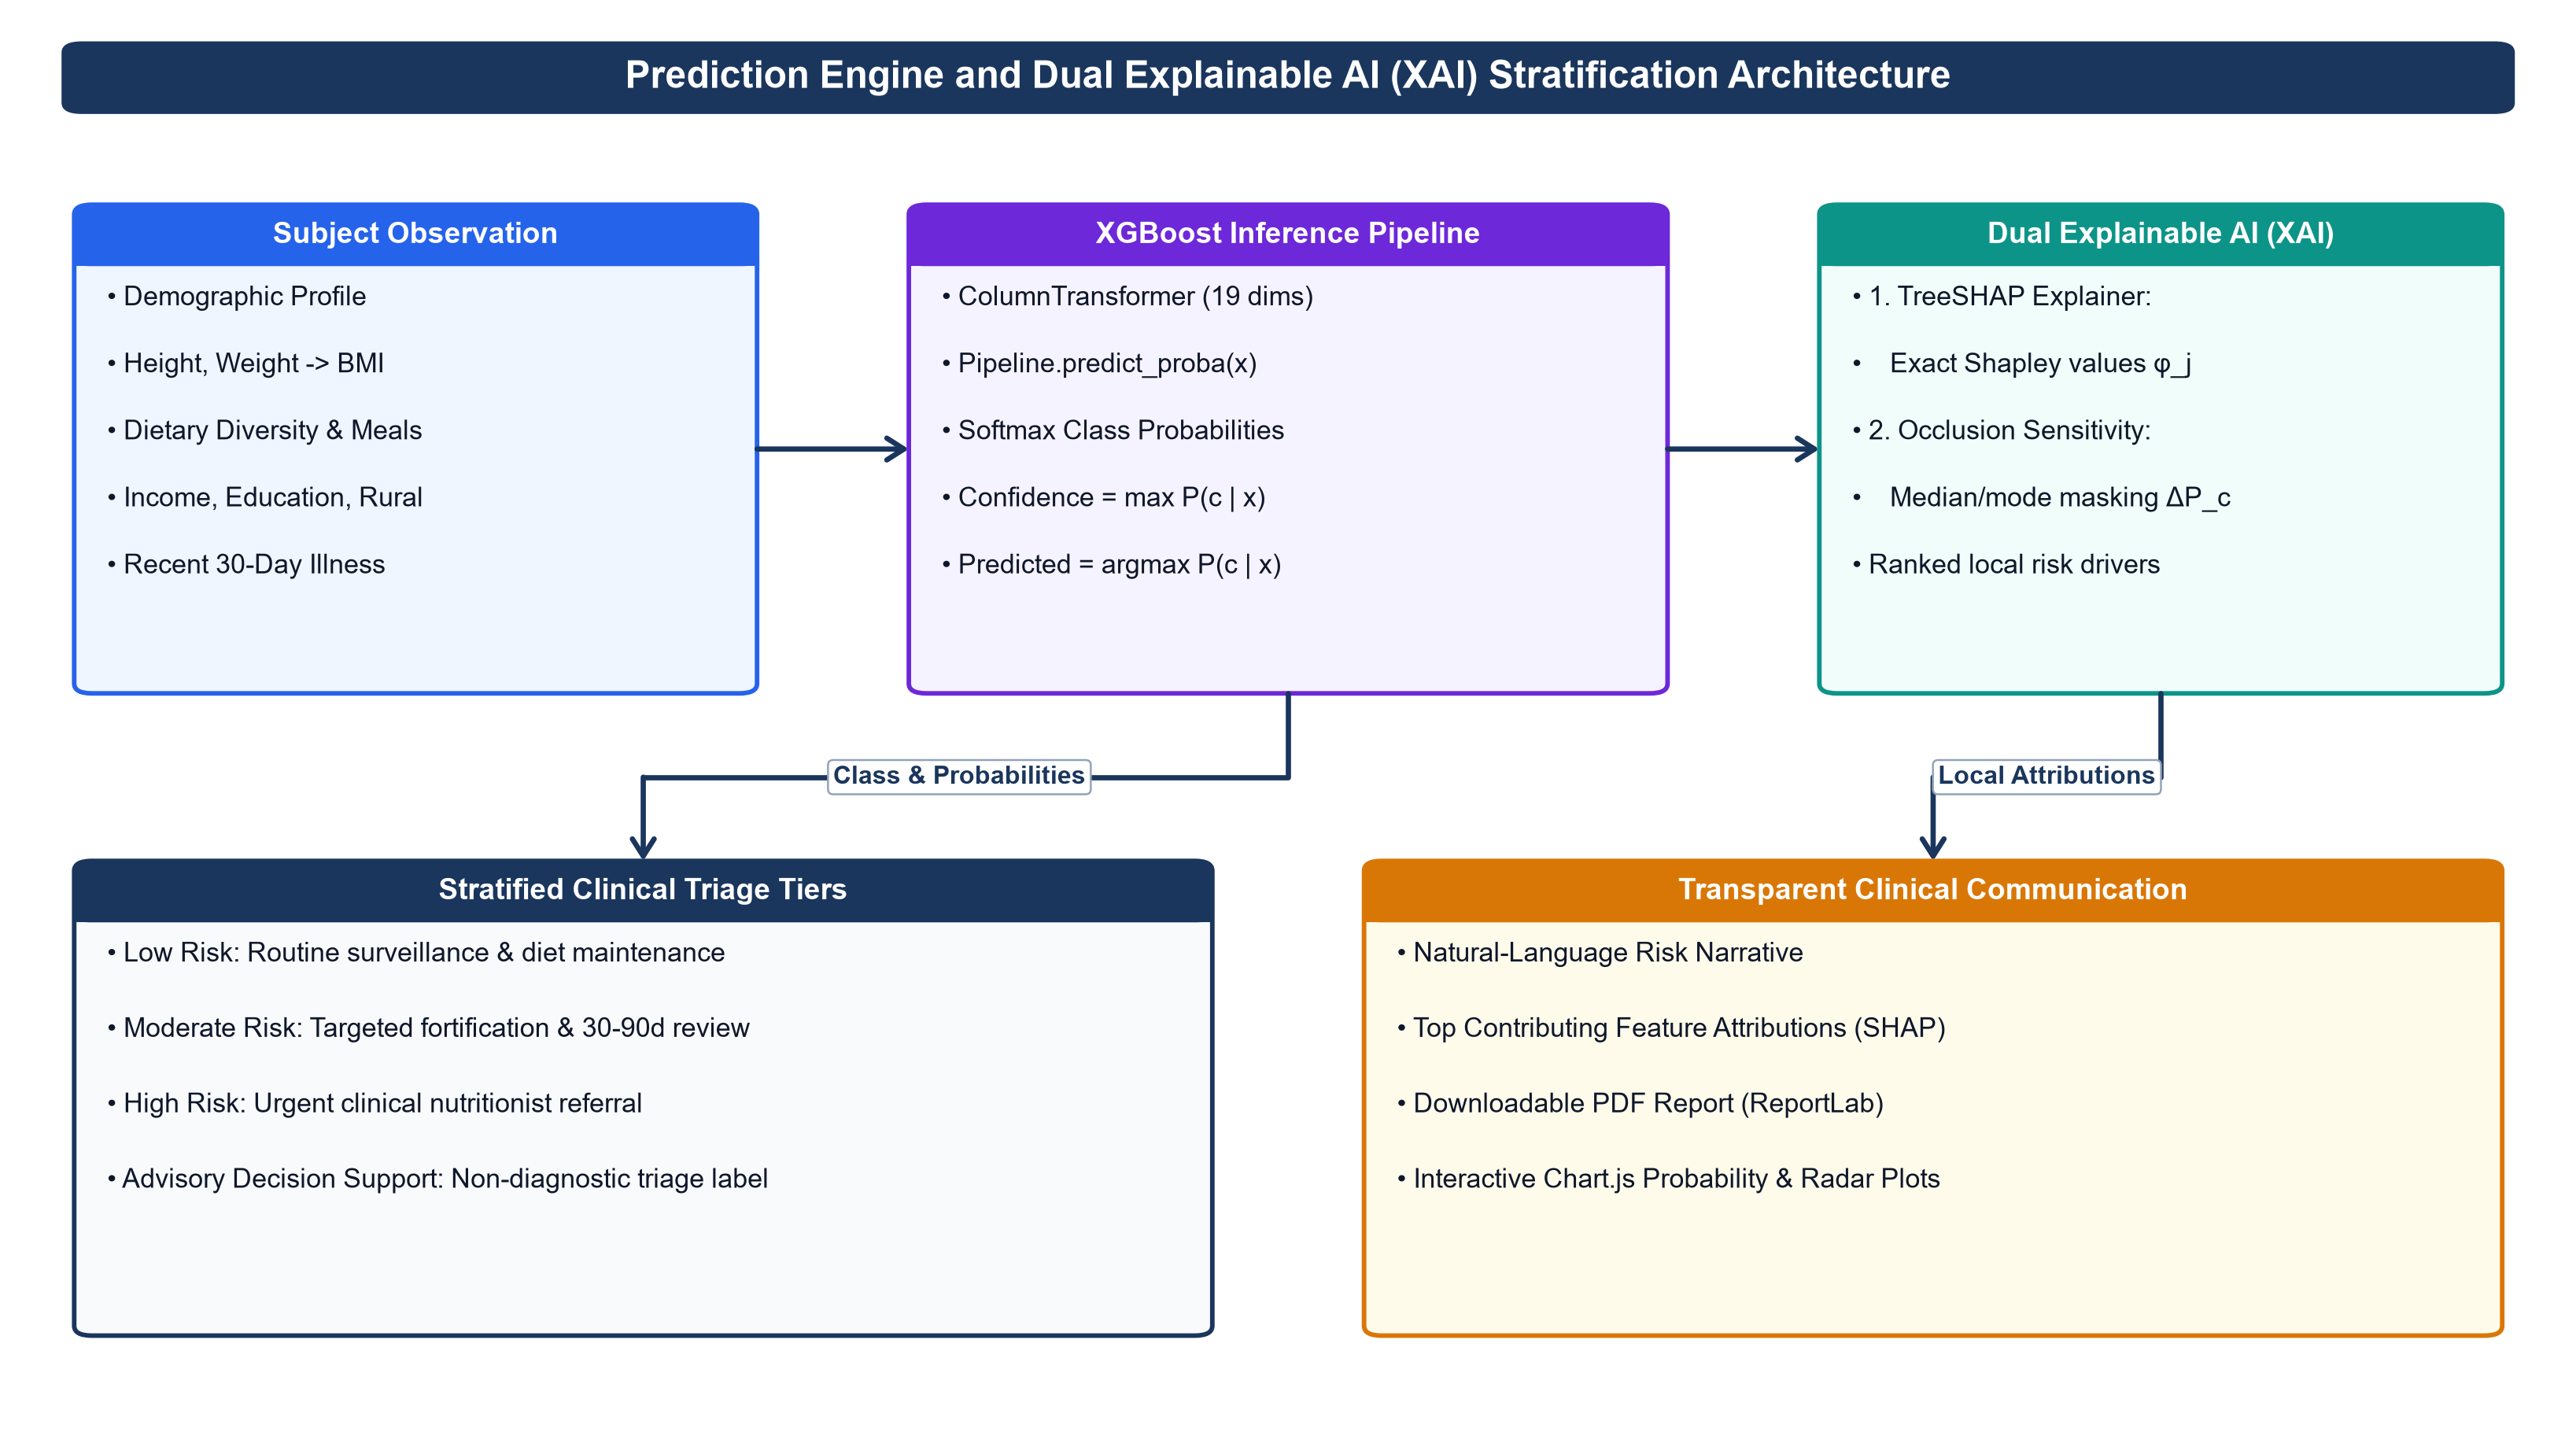 Prediction Engine and Dual Explainable AI (XAI) Stratification Architecture
Subject Observation
• Demographic Profile
• Height, Weight -> BMI
• Dietary Diversity & Meals
• Income, Education, Rural
• Recent 30-Day Illness
XGBoost Inference Pipeline
• ColumnTransformer (19 dims)
• Pipeline.predict_proba(x)
• Softmax Class Probabilities
• Confidence = max P(c | x)
• Predicted = argmax P(c | x)
Dual Explainable AI (XAI)
• 1. TreeSHAP Explainer:
•    Exact Shapley values φ_j
• 2. Occlusion Sensitivity:
•    Median/mode masking ΔP_c
• Ranked local risk drivers
Class & Probabilities
Local Attributions
Stratified Clinical Triage Tiers
• Low Risk: Routine surveillance & diet maintenance
• Moderate Risk: Targeted fortification & 30-90d review
• High Risk: Urgent clinical nutritionist referral
• Advisory Decision Support: Non-diagnostic triage label
Transparent Clinical Communication
• Natural-Language Risk Narrative
• Top Contributing Feature Attributions (SHAP)
• Downloadable PDF Report (ReportLab)
• Interactive Chart.js Probability & Radar Plots